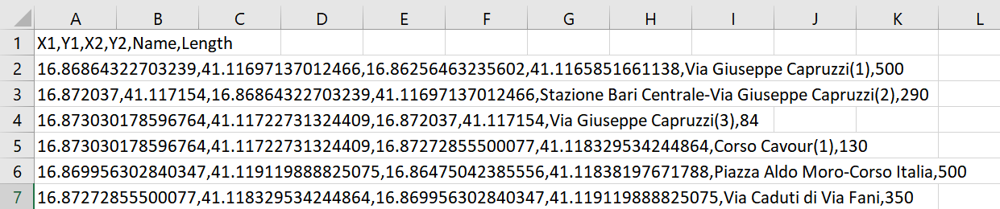 A B C D E F G H I J K L
1 X1,Y1,X2,Y2,Name,Length
2 16.86864322703239,41.11697137012466,16.86256463235602,41.1165851661138,Via Giuseppe Capruzzi(1),500
3 16.872037,41.117154,16.86864322703239,41.11697137012466,Stazione Bari Centrale-Via Giuseppe Capruzzi(2),290
4 16.873030178596764,41.11722731324409,16.872037,41.117154,Via Giuseppe Capruzzi(3),84
5 16.873030178596764,41.11722731324409,16.87272855500077,41.118329534244864,Corso Cavour(1),130
6 16.869956302840347,41.119119888825075,16.86475042385556,41.11838197671788,Piazza Aldo Moro-Corso Italia,500
7 16.87272855500077,41.118329534244864,16.869956302840347,41.119119888825075,Via Caduti di Via Fani,350